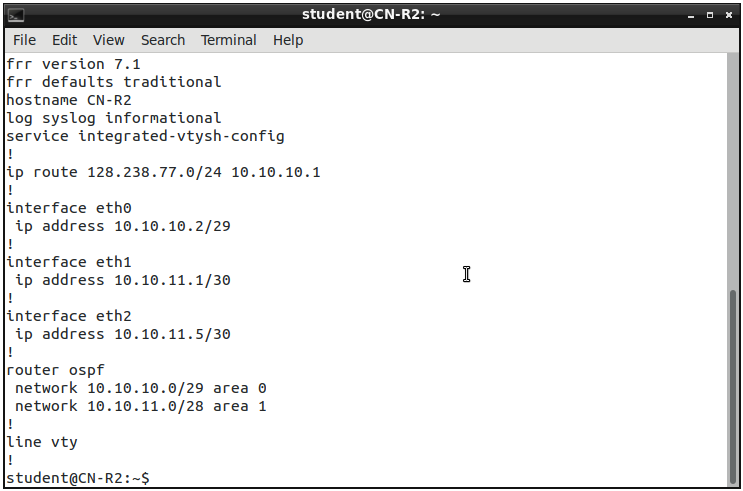 student@CN-R2: ~
File Edit View Search Terminal Help
frr version 7.1
frr defaults traditional
hostname CN-R2
log syslog informational
service integrated-vtysh-config
!
ip route 128.238.77.0/24 10.10.10.1
!
interface eth0
 ip address 10.10.10.2/29
!
interface eth1
 ip address 10.10.11.1/30
!
interface eth2
 ip address 10.10.11.5/30
!
router ospf
 network 10.10.10.0/29 area 0
 network 10.10.11.0/28 area 1
!
line vty
!
student@CN-R2:~$